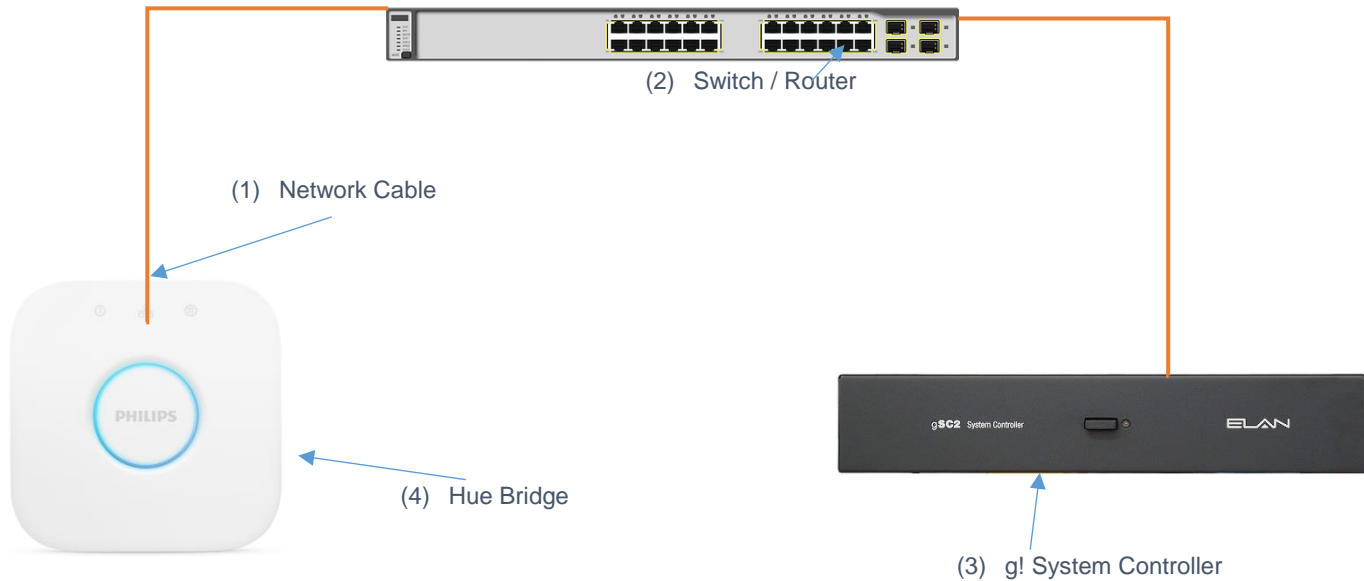 (2) Switch / Router
(1) Network Cable
PHILIPS
gSC2 System Controller
ELAN
(4) Hue Bridge
(3) g! System Controller